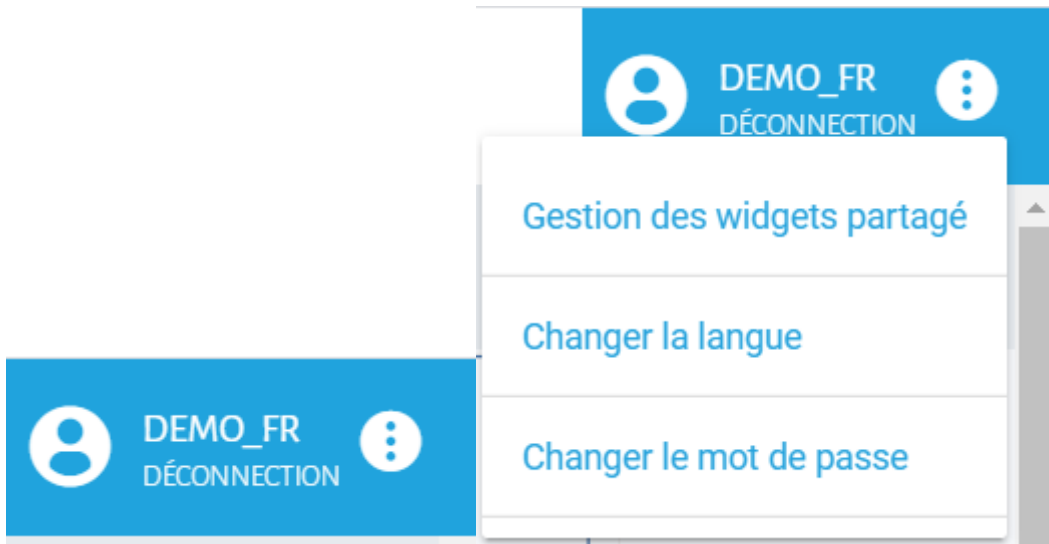 DEMO_FR
DÉCONNECTION
Gestion des widgets partagé
Changer la langue
Changer le mot de passe
DEMO_FR
DÉCONNECTION